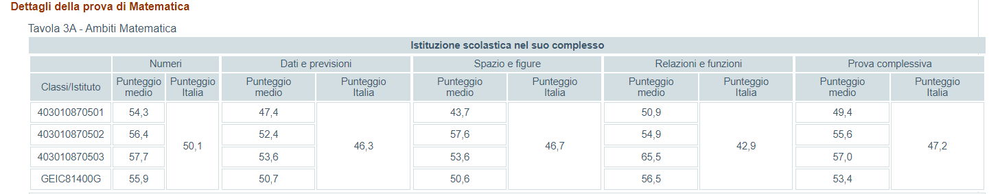 Dettagli della prova di Matematica
Tavola 3A - Ambiti Matematica
Istituzione scolastica nel suo complesso
Numeri Dati e previsioni Spazio e figure Relazioni e funzioni Prova complessiva
Classi/Istituto Punteggio medio Punteggio Italia Punteggio medio Punteggio Italia Punteggio medio Punteggio Italia Punteggio medio Punteggio Italia Punteggio medio Punteggio Italia
403010870501 54,3 47,4 43,7 50,9 49,4
403010870502 56,4 52,4 57,6 54,9 55,6
50,1 46,3 46,7 42,9 47,2
403010870503 57,7 53,6 53,6 65,5 57,0
GEIC81400G 55,9 50,7 50,6 56,5 53,4